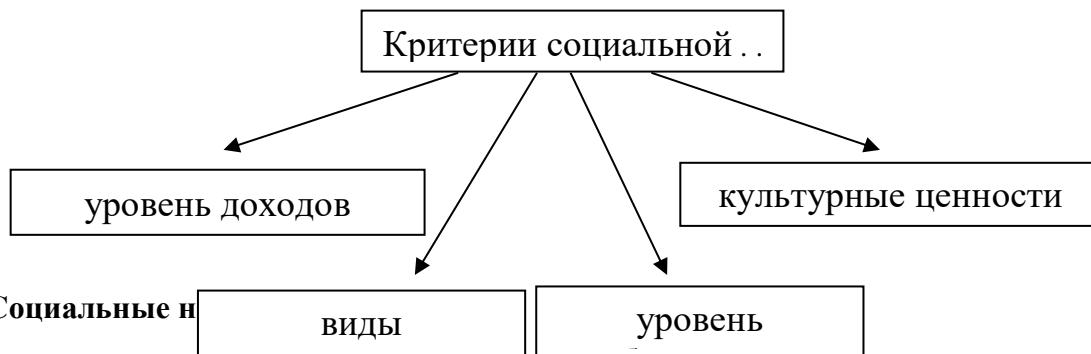 Критерии социальной . .
уровень доходов
культурные ценности
Социальные н
виды
уровень